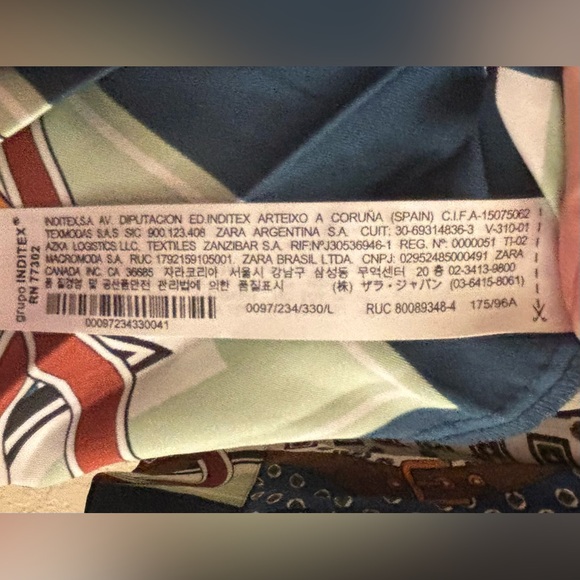 grupo INDITEX®
RN 77302
INDITEX,S.A. AV. DIPUTACION ED.INDITEX ARTEIXO A CORUÑA (SPAIN) C.I.F.A-15075062
TEXMODAS S.A.S SIC 900.123.408 ZARA ARGENTINA S.A. CUIT: 30-69314836-3 V-310-01
AZKA LOGISTICS LLC, TEXTILES ZANZIBAR S.A. RIF:NºJ30536946-1 REG. Nº: 0000051 TI-02
MACROMODA S.A. RUC 1792159105001 ZARA BRASIL LTDA. CNPJ: 02952485000491 ZARA
CANADA INC. CA 36685 자라코리아 서울시 강남구 삼성동 무역센터 20 층 02-3413-9800
품 질경영 및 공산품안전 관리법에 의한 품질표시 (株) ザラ・ジャパン (03-6415-8061)
0097/234/330/L RUC 80089348-4 175/96A
00097234330041